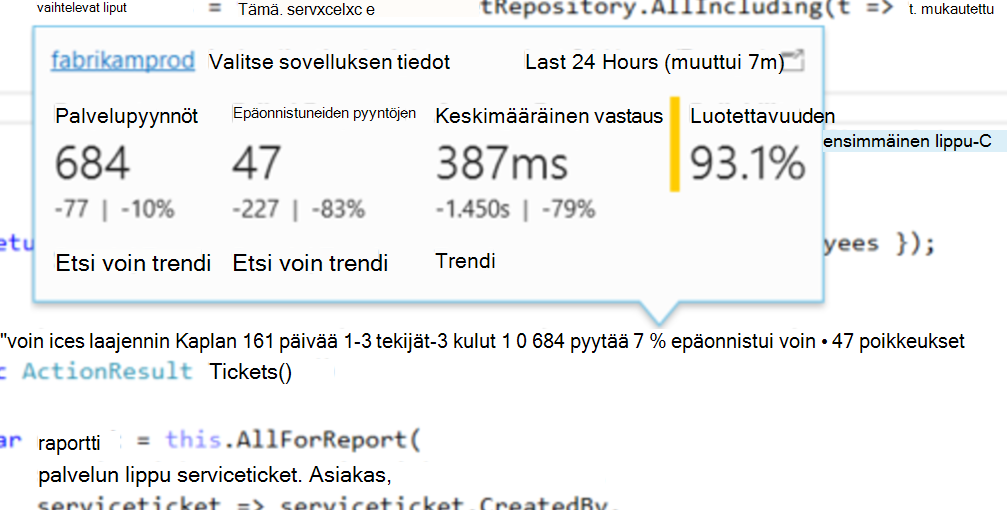 vaihtelevat liput = Tämä. servxcelxc e tRepository.AllIncluding(t => t. mukautettu
fabrikamprod Valitse sovelluksen tiedot Last 24 Hours (muuttui 7m)
Palvelupyynnöt Epäonnistuneiden pyyntöjen Keskimääräinen vastaus Luotettavuuden
ensimmäinen lippu-C
684 47 387ms 93.1%
-77 | -10% -227 | -83% -1.450s | -79%
etu yees });
Etsi voin trendi Etsi voin trendi Trendi
"voin ices laajennin Kaplan 161 päivää 1-3 tekijät-3 kulut 1 0 684 pyytää 7 % epäonnistui voin • 47 poikkeukset
c ActionResult Tickets()
ar raportti = this.AllForReport(
palvelun lippu serviceticket. Asiakas,
serviceticket => serviceticket.CreatedBy.